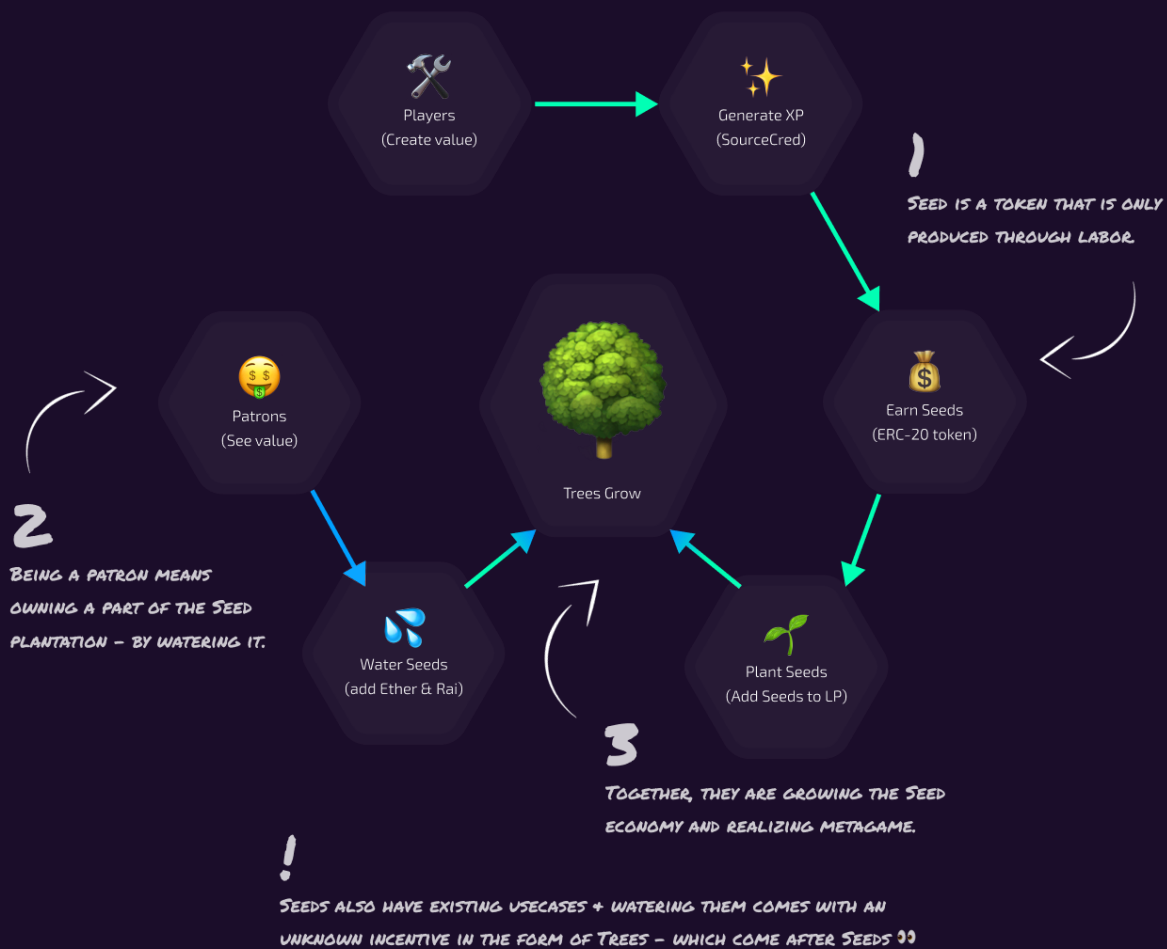 Players
(Create value)
Generate XP
(SourceCred)
1
Seed is a token that is only
produced through labor.
Patrons
(See value)
Trees Grow
Earn Seeds
(ERC-20 token)
2
Being a patron means
owning a part of the Seed
plantation - by watering it.
Water Seeds
(add Ether & Rai)
Plant Seeds
(Add Seeds to LP)
3
Together, they are growing the Seed
economy and realizing metagame.
!
Seeds also have existing usecases + watering them comes with an
unknown incentive in the form of Trees - which come after Seeds 👀